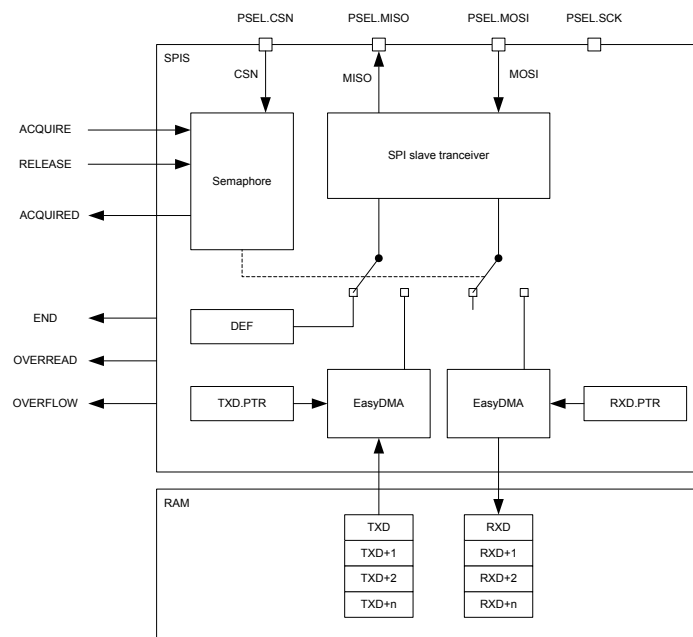 PSEL.CSN PSEL.MISO PSEL.MOSI PSEL.SCK
SPIS
CSN MISO MOSI
ACQUIRE
RELEASE
ACQUIRED
Semaphore
SPI slave tranceiver
END
OVERREAD
OVERFLOW
DEF
TXD.PTR EasyDMA EasyDMA RXD.PTR
RAM
TXD RXD
TXD+1 RXD+1
TXD+2 RXD+2
TXD+n RXD+n